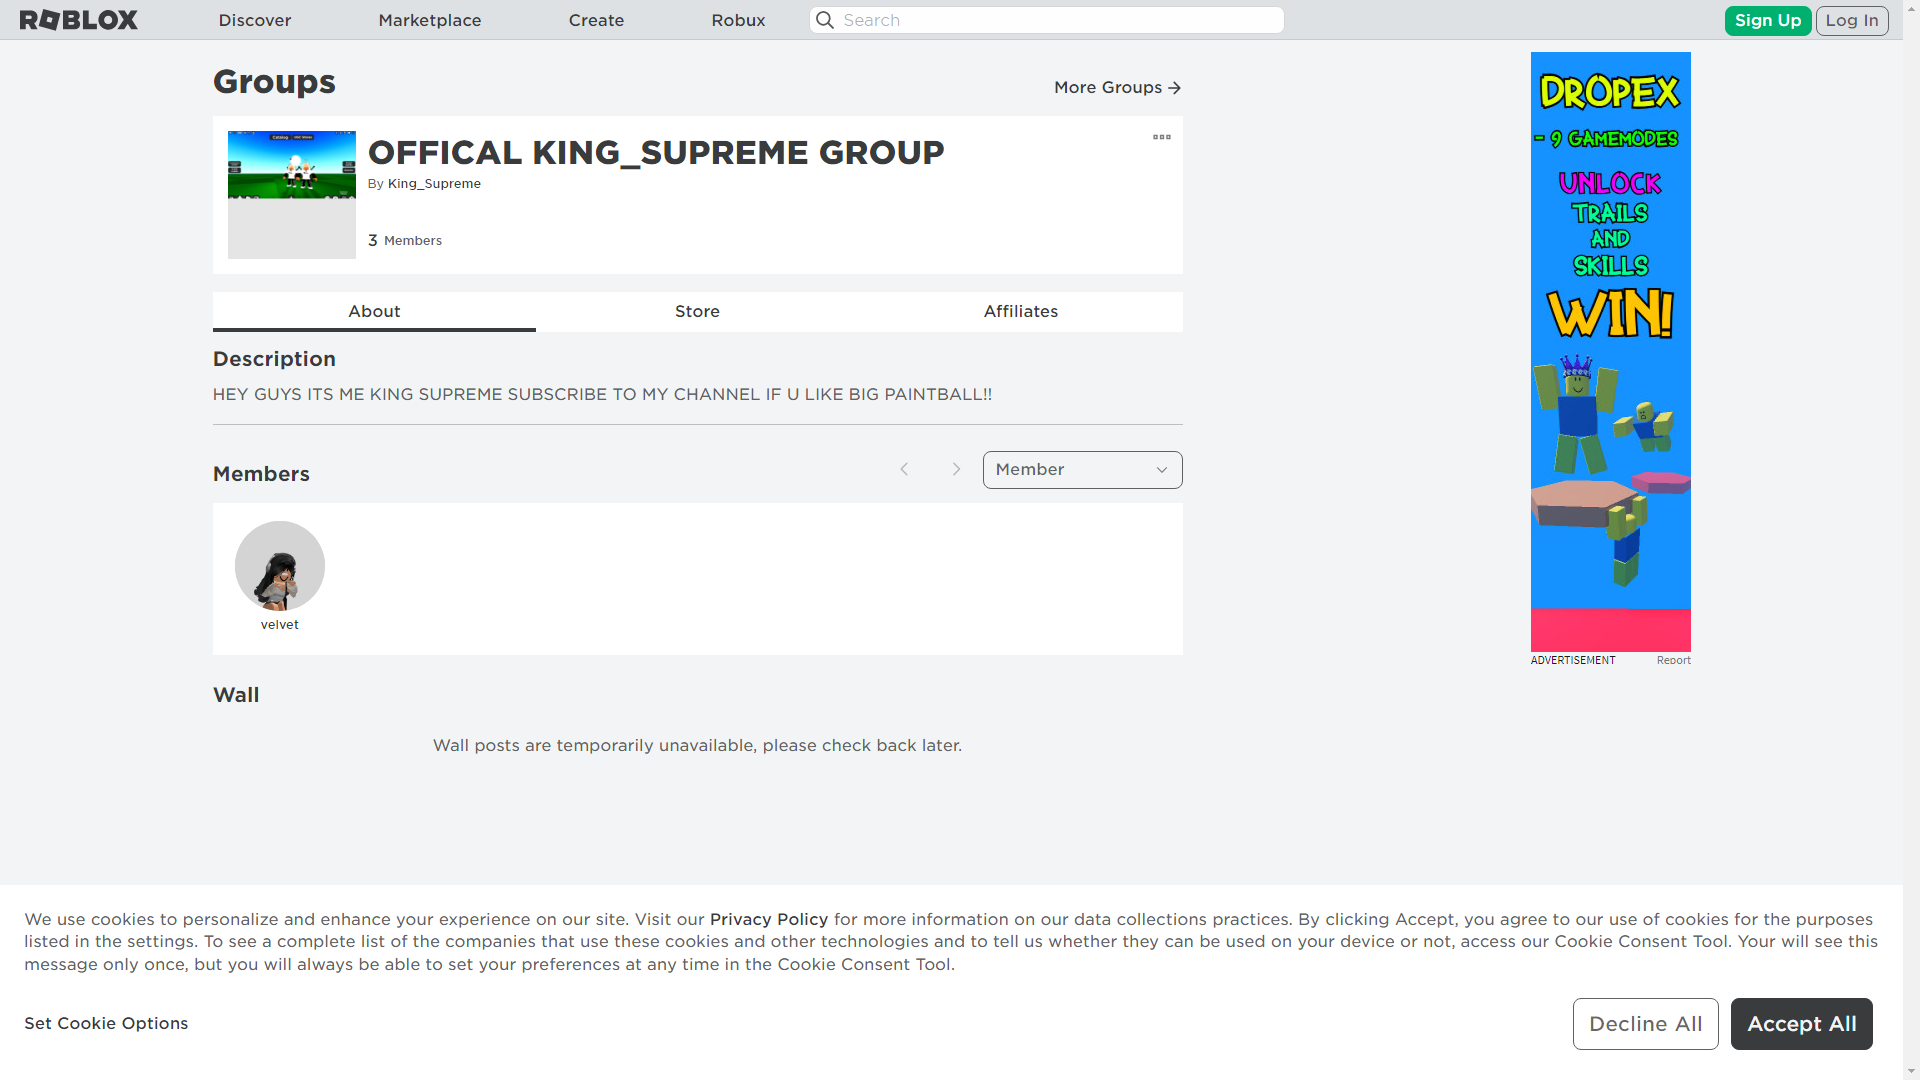 ROBLOX
Discover
Marketplace
Create
Robux
Search
Sign Up
Log In
Groups
More Groups
OFFICAL KING_SUPREME GROUP
By King_Supreme
3 Members
About
Store
Affiliates
Description
HEY GUYS ITS ME KING SUPREME SUBSCRIBE TO MY CHANNEL IF U LIKE BIG PAINTBALL!!
Members
Member
velvet
Wall
Wall posts are temporarily unavailable, please check back later.
DROPEX
- 9 GAMEMODES
UNLOCK
TRAILS
AND
SKILLS
WIN!
ADVERTISEMENT
Report
We use cookies to personalize and enhance your experience on our site. Visit our Privacy Policy for more information on our data collections practices. By clicking Accept, you agree to our use of cookies for the purposes
listed in the settings. To see a complete list of the companies that use these cookies and other technologies and to tell us whether they can be used on your device or not, access our Cookie Consent Tool. Your will see this
message only once, but you will always be able to set your preferences at any time in the Cookie Consent Tool.
Set Cookie Options
Decline All
Accept All